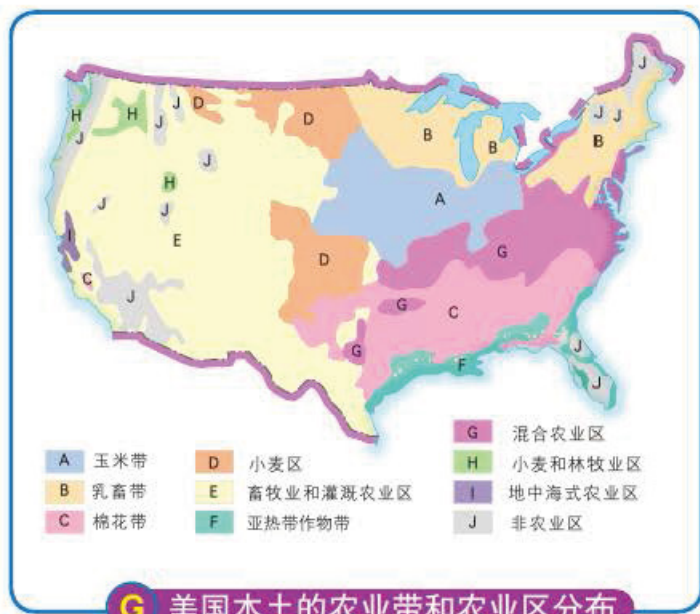 J
H
H
J
D
D
J
J
J
B
B
J
J
B
J
H
A
J
J
I
E
D
G
C
J
G
C
G
F
J
J
A 玉米带
B 乳畜带
C 棉花带
D 小麦区
E 畜牧业和灌溉农业区
F 亚热带作物带
G 混合农业区
H 小麦和林牧业区
I 地中海式农业区
J 非农业区
G 美国本土的农业带和农业区分布